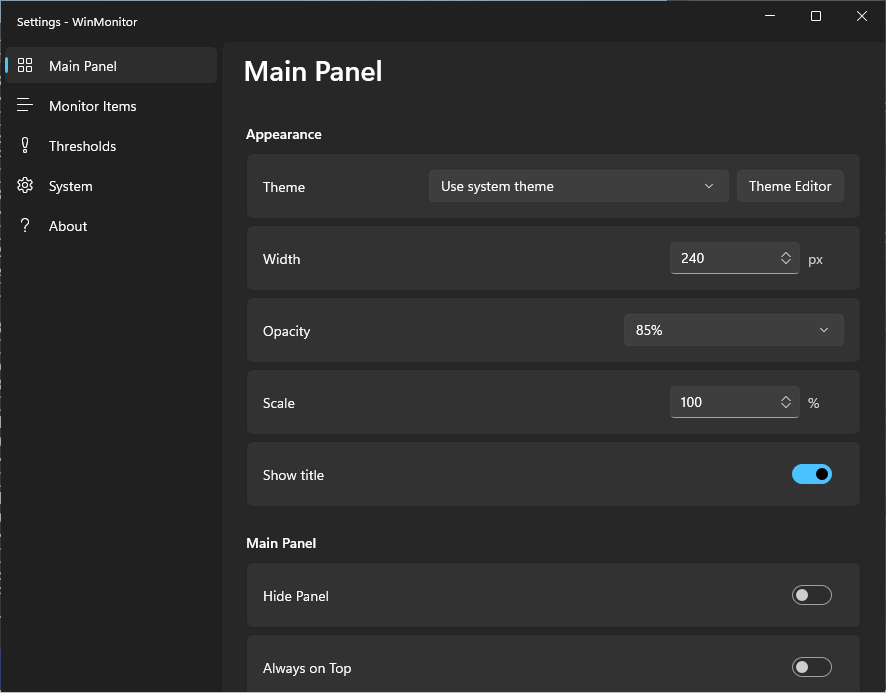 Settings - WinMonitor
Main Panel
Monitor Items
Thresholds
System
? About
Main Panel
Appearance
Theme Use system theme Theme Editor
Width 240 px
Opacity 85%
Scale 100 %
Show title
Main Panel
Hide Panel
Always on Top